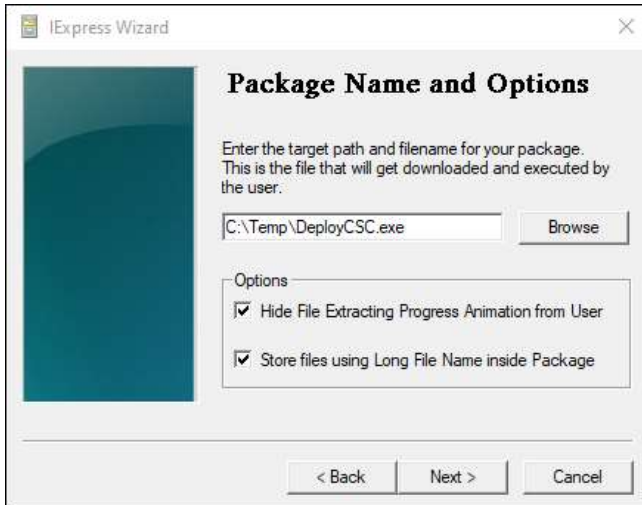 IExpress Wizard
Package Name and Options
Enter the target path and filename for your package.
This is the file that will get downloaded and executed by
the user.
C:\Temp\DeployCSC.exe
Browse
Options
Hide File Extracting Progress Animation from User
Store files using Long File Name inside Package
< Back
Next >
Cancel